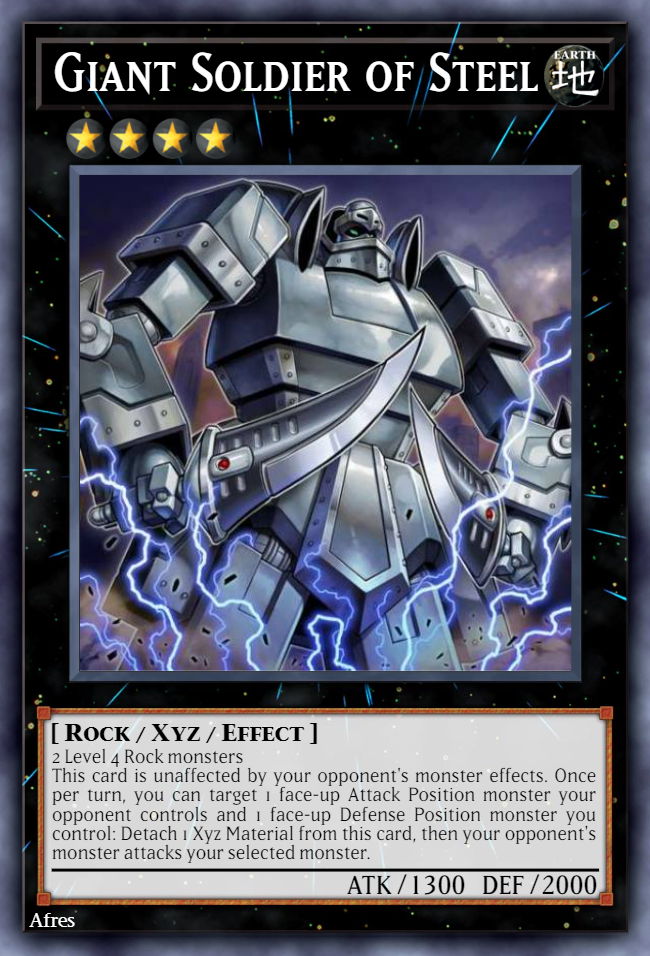 Giant Soldier of Steel
EARTH
地
[ Rock / Xyz / Effect ]
2 Level 4 Rock monsters
This card is unaffected by your opponent's monster effects. Once
per turn, you can target 1 face-up Attack Position monster your
opponent controls and 1 face-up Defense Position monster you
control: Detach 1 Xyz Material from this card, then your opponent's
monster attacks your selected monster.
ATK / 1300 DEF / 2000
Afres